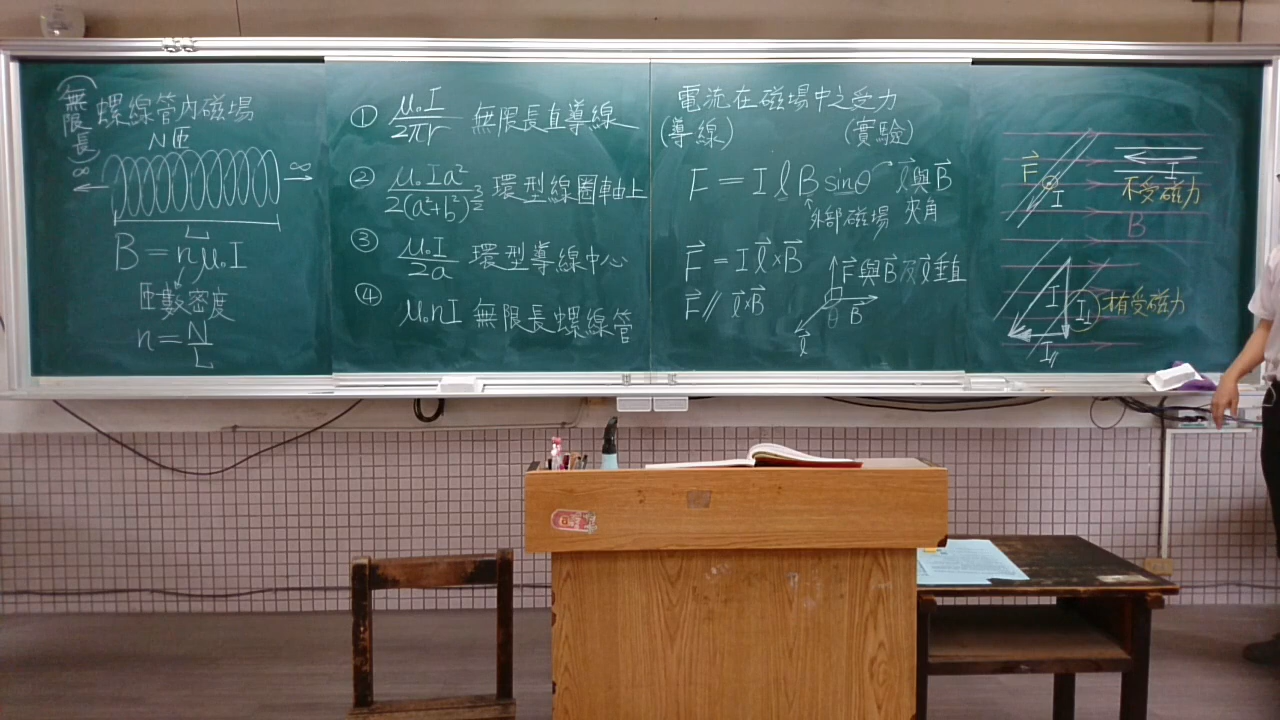 (無限長)
螺線管內磁場
N匝
∞ ∞
L
B = nμ₀I
匝數密度
n = N/L
① μ₀I/2πr 無限長直導線
② μ₀Ia²/2(a²+b²)^(3/2) 環型線圈軸上
③ μ₀I/2a 環型導線中心
④ μ₀nI 無限長螺線管
電流在磁場中之受力
(導線) (實驗)
F = IℓB sinθ ℓ⃗與B⃗
外部磁場 夾角
F⃗ = Iℓ⃗×B⃗
F⃗與B⃗及ℓ⃗垂直
F⃗ // ℓ⃗×B⃗
θ B⃗
ℓ⃗
F⃗ I
I
不受磁力
B
I I⊥ 有受磁力
I//